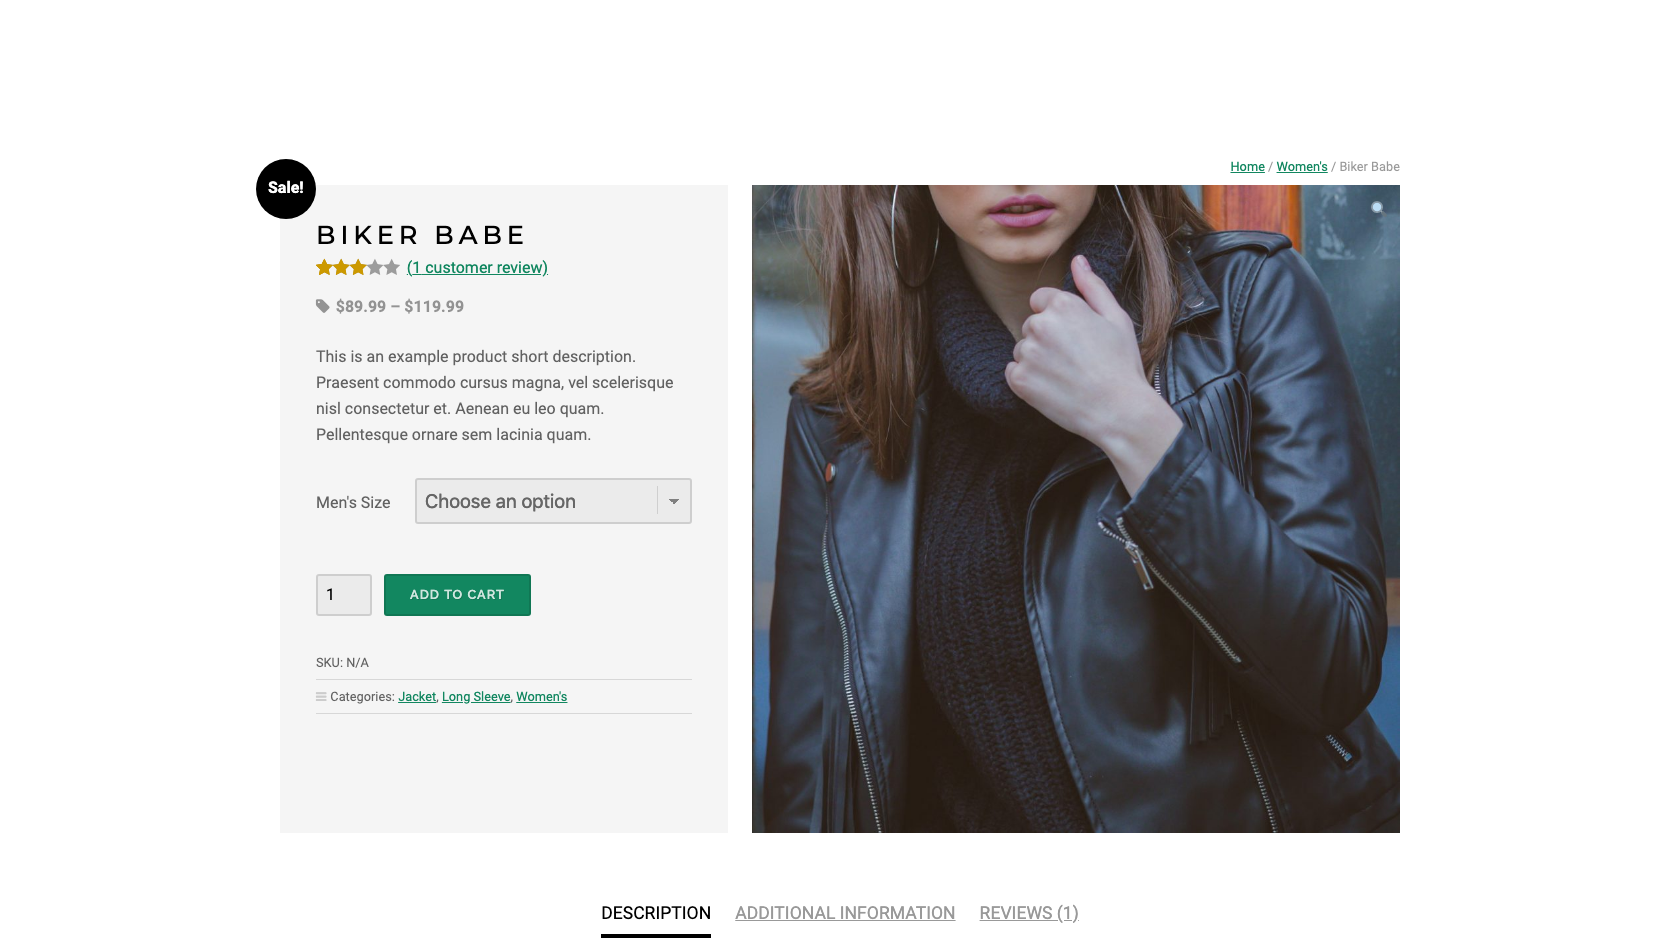 Home / Women's / Biker Babe
Sale!
BIKER BABE
(1 customer review)
$89.99 – $119.99
This is an example product short description.
Praesent commodo cursus magna, vel scelerisque
nisl consectetur et. Aenean eu leo quam.
Pellentesque ornare sem lacinia quam.
Men's Size
Choose an option
1
ADD TO CART
SKU: N/A
Categories: Jacket, Long Sleeve, Women's
DESCRIPTION
ADDITIONAL INFORMATION
REVIEWS (1)